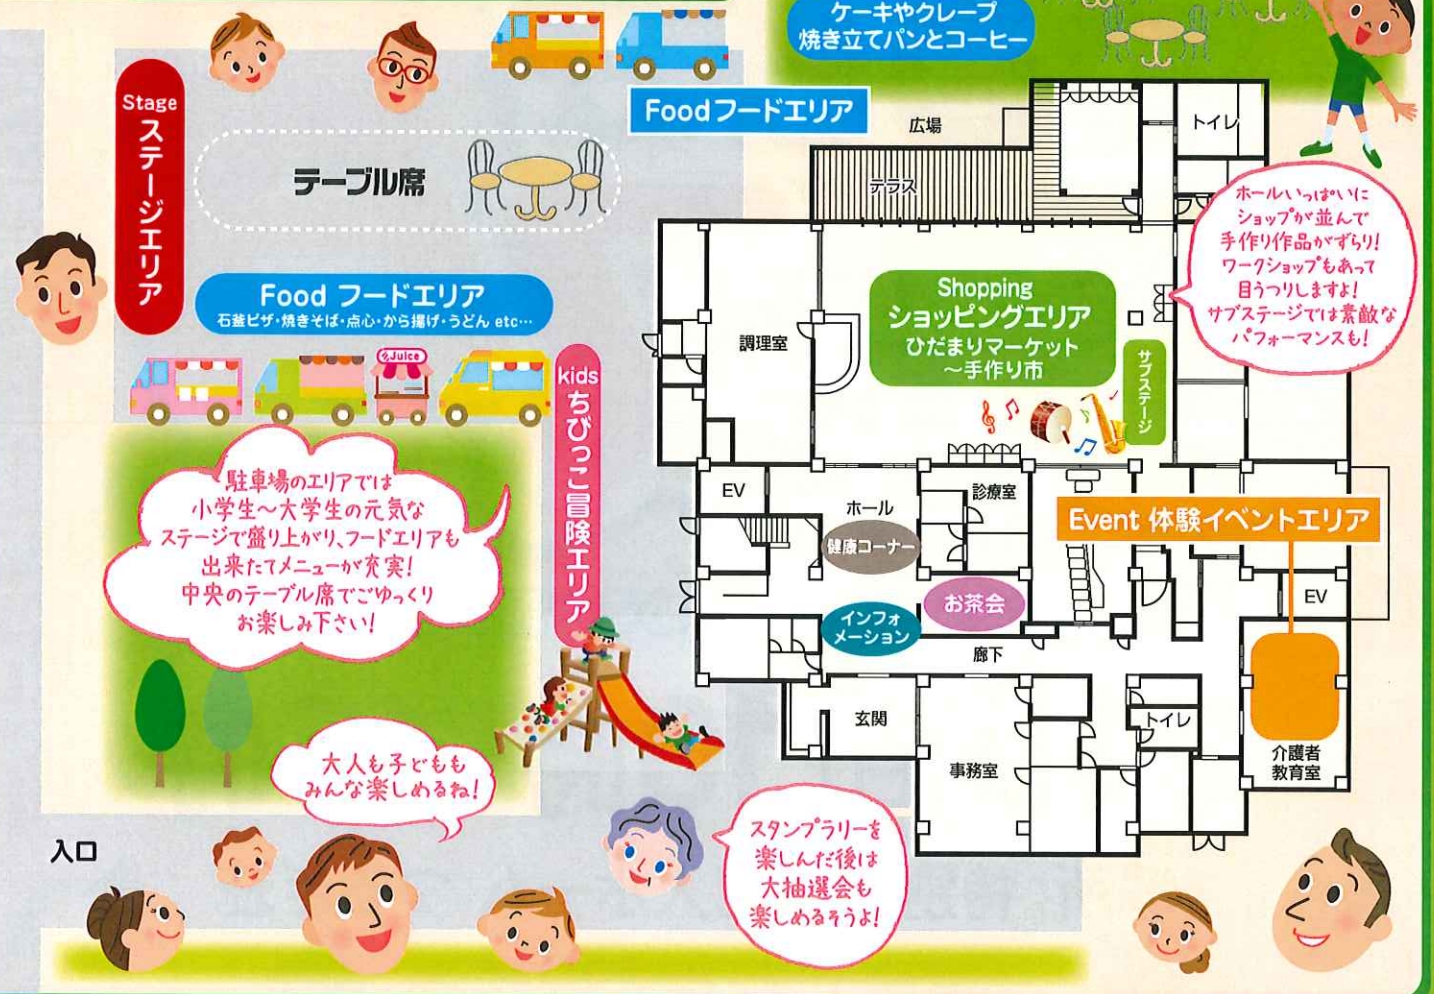 ケーキやクレープ
焼き立てパンとコーヒー
Stage
ステージエリア
Foodフードエリア
広場
トイレ
テーブル席
テラス
ホールいっぱいに
ショップが並んで
手作り作品がずらり!
ワークショップもあって
目うつりしますよ!
サブステージでは素敵な
パフォーマンスも!
Food フードエリア
石釜ピザ・焼きそば・点心・から揚げ・うどん etc…
Juice
kids
ちびっこ冒険エリア
調理室
Shopping
ショッピングエリア
ひだまりマーケット
～手作り市
サブステージ
駐車場のエリアでは
小学生～大学生の元気な
ステージで盛り上がり、フードエリアも
出来たてメニューが充実!
中央のテーブル席でごゆっくり
お楽しみ下さい!
EV
ホール
診療室
Event 体験イベントエリア
健康コーナー
お茶会
インフォ
メーション
EV
廊下
玄関
トイレ
事務室
介護者
教育室
大人も子どもも
みんな楽しめるね!
スタンプラリーを
楽しんだ後は
大抽選会も
楽しめるそうよ!
入口